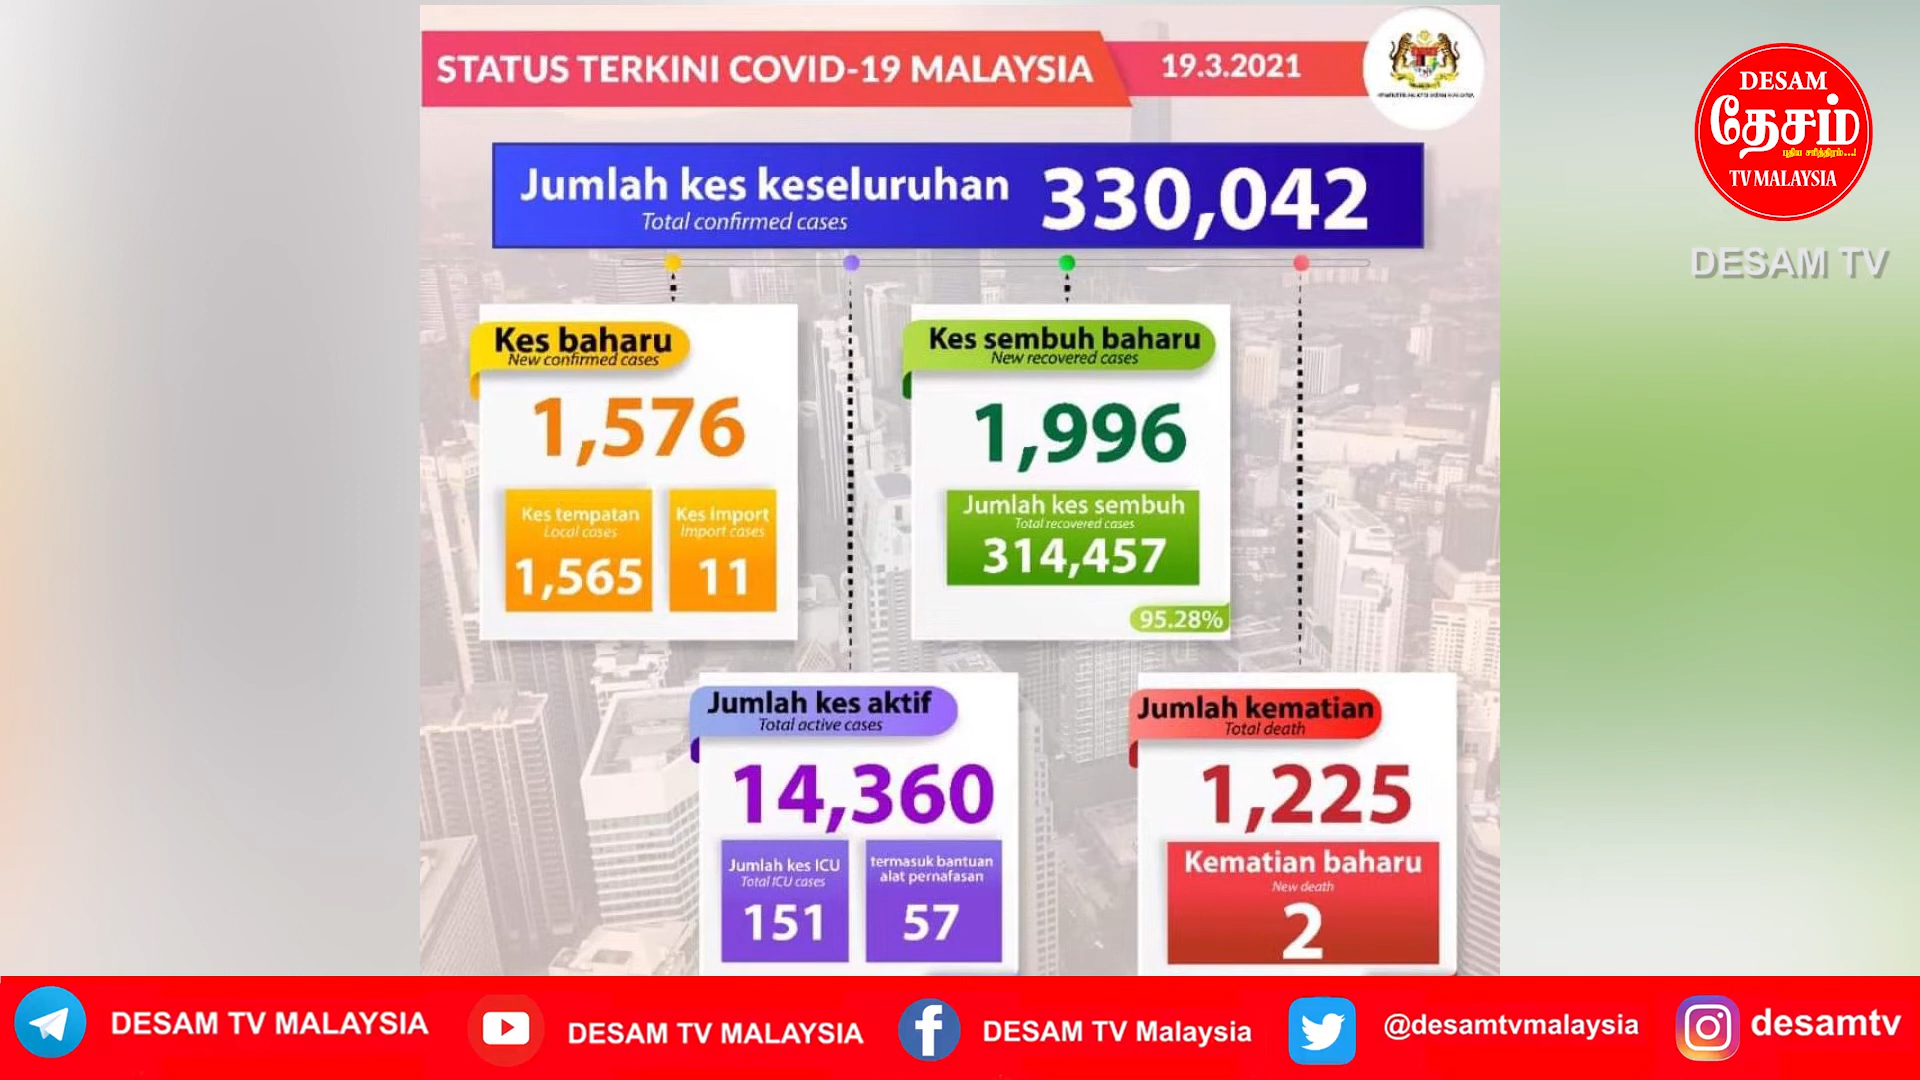 STATUS TERKINI COVID-19 MALAYSIA
19.3.2021
DESAM
தேசம்
புதிய சரித்திரம்...!
TV MALAYSIA
DESAM TV
Jumlah kes keseluruhan
Total confirmed cases
330,042
Kes baharu
New confirmed cases
1,576
Kes tempatan
Local cases
1,565
Kes import
Import cases
11
Kes sembuh baharu
New recovered cases
1,996
Jumlah kes sembuh
Total recovered cases
314,457
95.28%
Jumlah kes aktif
Total active cases
14,360
Jumlah kes ICU
Total ICU cases
151
termasuk bantuan
alat pernafasan
57
Jumlah kematian
Total death
1,225
Kematian baharu
New death
2
DESAM TV MALAYSIA
DESAM TV MALAYSIA
DESAM TV Malaysia
@desamtvmalaysia
desamtv